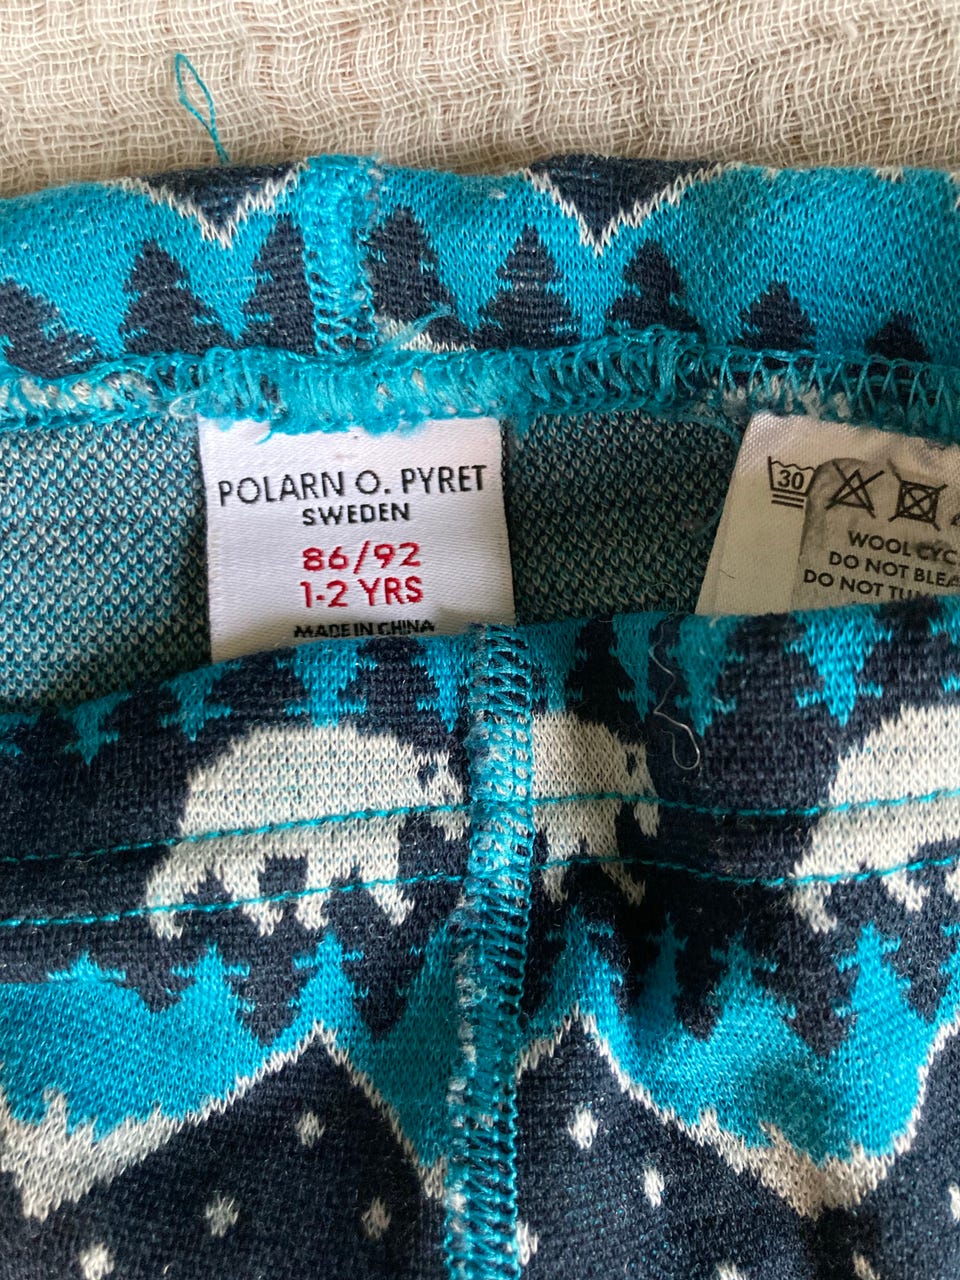 POLARN O. PYRET
SWEDEN
86/92
1-2 YRS
MADE IN CHINA
30
WOOL CYC
DO NOT BLEA
DO NOT TUM